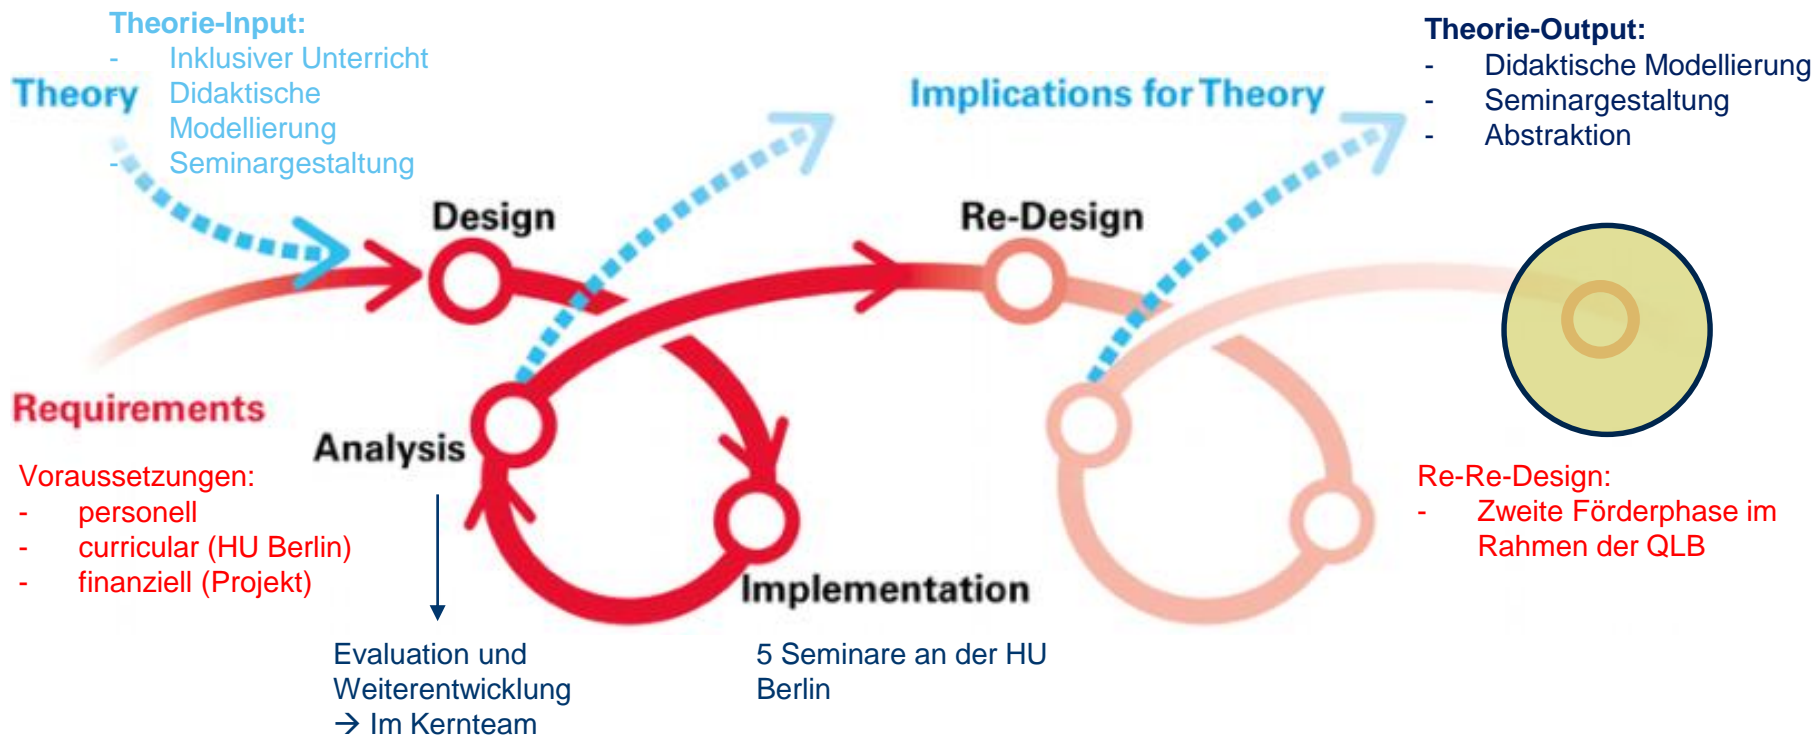 Theorie-Input:
- Inklusiver Unterricht
- Didaktische
Modellierung
- Seminargestaltung
Theory
Implications for Theory
Theorie-Output:
- Didaktische Modellierung
- Seminargestaltung
- Abstraktion
Design
Re-Design
Requirements
Analysis
Implementation
Voraussetzungen:
- personell
- curricular (HU Berlin)
- finanziell (Projekt)
Re-Re-Design:
- Zweite Förderphase im
Rahmen der QLB
Evaluation und
Weiterentwicklung
→ Im Kernteam
5 Seminare an der HU
Berlin